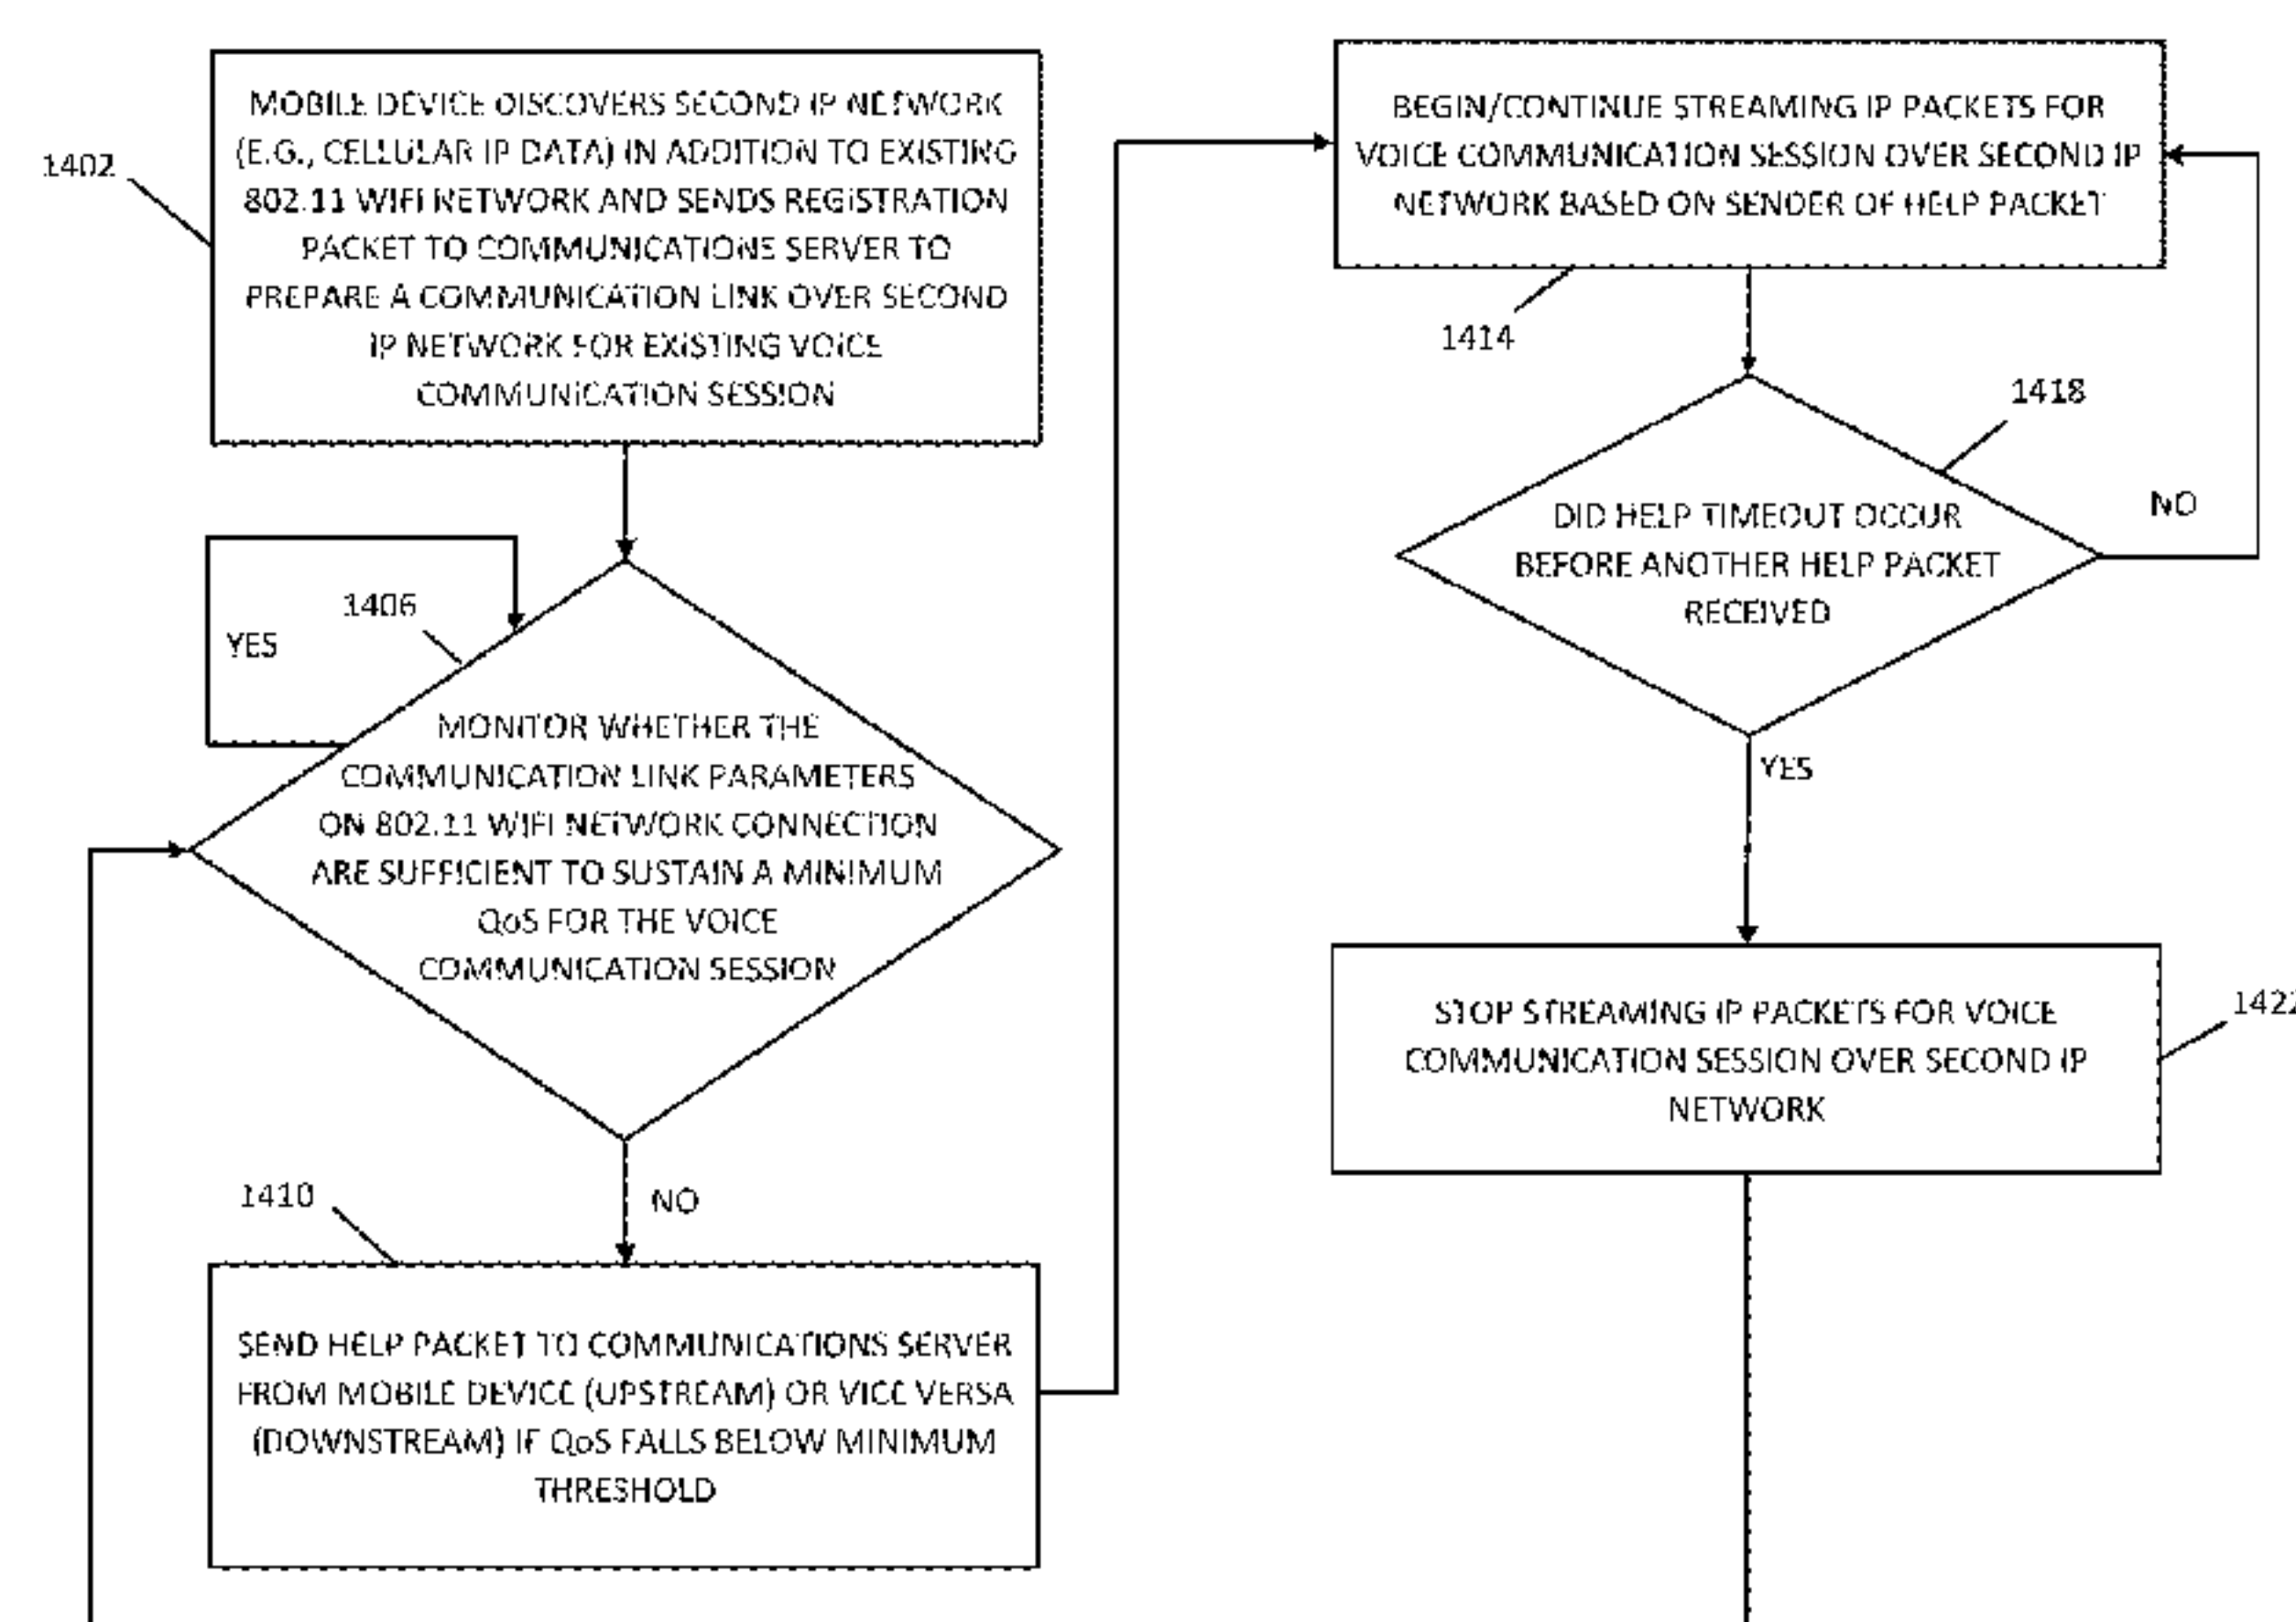 1402
MOBILE DEVICE DISCOVERS SECOND IP NETWORK
(E.G., CELLULAR IP DATA) IN ADDITION TO EXISTING
802.11 WIFI NETWORK AND SENDS REGISTRATION
PACKET TO COMMUNICATIONS SERVER TO
PREPARE A COMMUNICATION LINK OVER SECOND
IP NETWORK FOR EXISTING VOICE
COMMUNICATION SESSION
1406
YES
MONITOR WHETHER THE
COMMUNICATION LINK PARAMETERS
ON 802.11 WIFI NETWORK CONNECTION
ARE SUFFICIENT TO SUSTAIN A MINIMUM
QoS FOR THE VOICE
COMMUNICATION SESSION
NO
1410
SEND HELP PACKET TO COMMUNICATIONS SERVER
FROM MOBILE DEVICE (UPSTREAM) OR VICE VERSA
(DOWNSTREAM) IF QoS FALLS BELOW MINIMUM
THRESHOLD
BEGIN/CONTINUE STREAMING IP PACKETS FOR
VOICE COMMUNICATION SESSION OVER SECOND IP
NETWORK BASED ON SENDER OF HELP PACKET
1414
1418
DID HELP TIMEOUT OCCUR
BEFORE ANOTHER HELP PACKET
RECEIVED
NO
YES
STOP STREAMING IP PACKETS FOR VOICE
COMMUNICATION SESSION OVER SECOND IP
NETWORK
1422